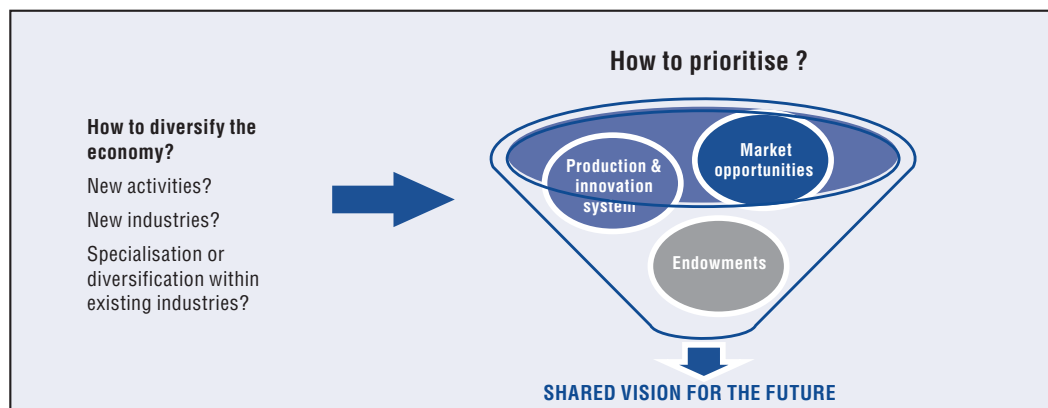 How to prioritise ?
How to diversify the
economy?
New activities?
New industries?
Specialisation or
diversification within
existing industries?
Production &
innovation
system
Market
opportunities
Endowments
SHARED VISION FOR THE FUTURE